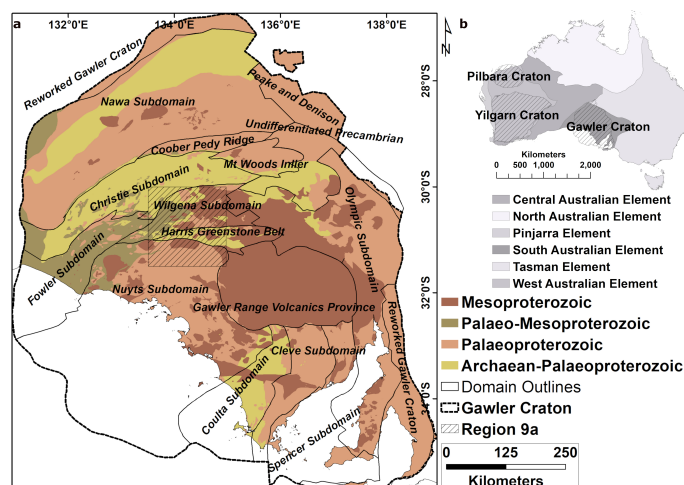 a
132°0'E
134°0'E
136°0'E
138°0'E
28°0'S
30°0'S
32°0'S
Reworked Gawler Craton
Nawa Subdomain
Peake and Denison
Undifferentiated Precambrian
Coober Pedy Ridge
Mt Woods Inlier
Christie Subdomain
Wilgena Subdomain
Olympic Subdomain
Harris Greenstone Belt
Fowler Subdomain
Nuyts Subdomain
Gawler Range Volcanics Province
Cleve Subdomain
Coulta Subdomain
Spencer Subdomain
Reworked Gawler Craton
N
b
Pilbara Craton
Yilgarn Craton
Gawler Craton
Kilometers
0 500 1,000 2,000
Central Australian Element
North Australian Element
Pinjarra Element
South Australian Element
Tasman Element
West Australian Element
Mesoproterozoic
Palaeo-Mesoproterozoic
Palaeoproterozoic
Archaean-Palaeoproterozoic
Domain Outlines
Gawler Craton
Region 9a
0 125 250
Kilometers